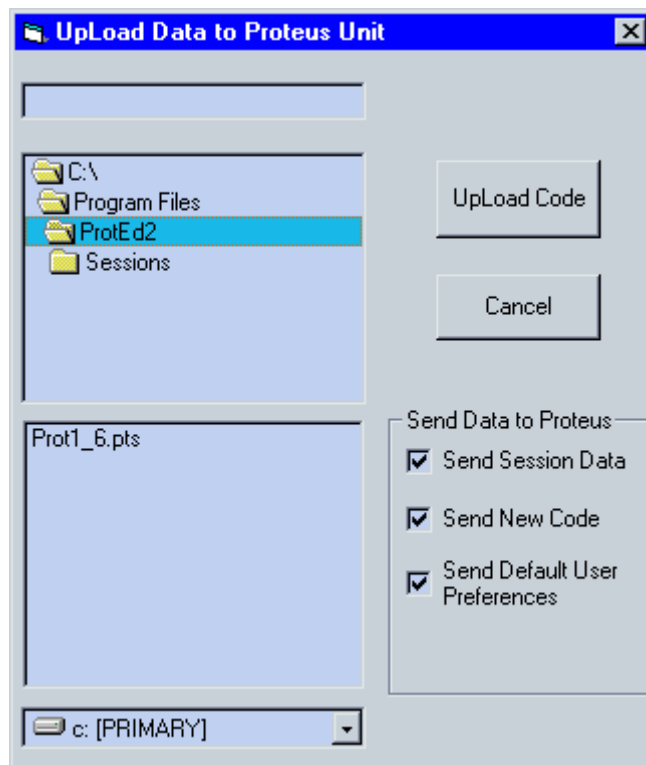 UpLoad Data to Proteus Unit
C:\
Program Files
ProtEd2
Sessions
UpLoad Code
Cancel
Prot1_6.pts
Send Data to Proteus
Send Session Data
Send New Code
Send Default User
Preferences
c: [PRIMARY]